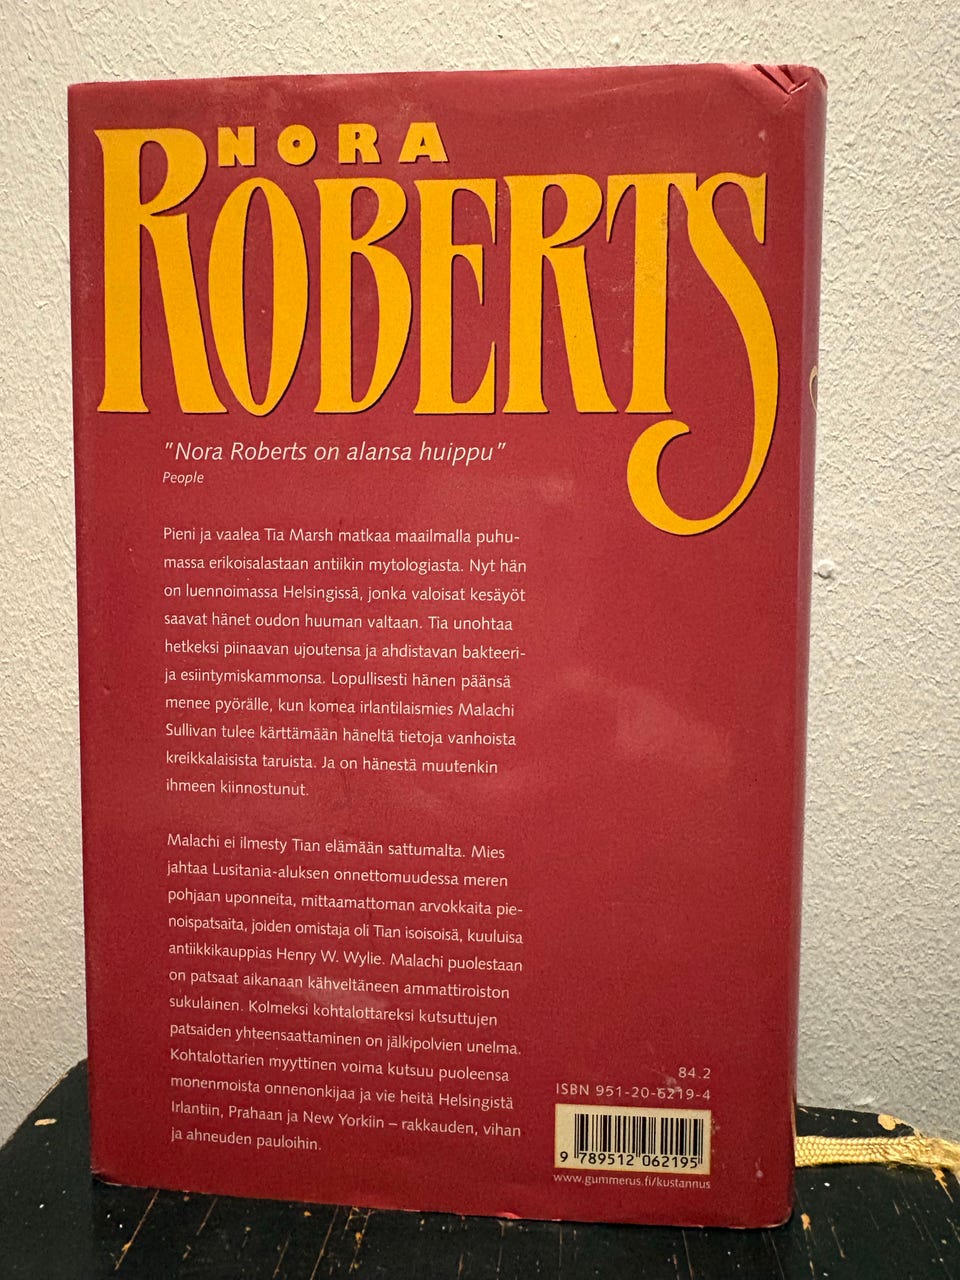 NORA
ROBERTS
"Nora Roberts on alansa huippu"
People
Pieni ja vaalea Tia Marsh matkaa maailmalla puhu-
massa erikoisalastaan antiikin mytologiasta. Nyt hän
on luennoimassa Helsingissä, jonka valoisat kesäyöt
saavat hänet oudon huuman valtaan. Tia unohtaa
hetkeksi piinaavan ujoutensa ja ahdistavan bakteeri-
ja esiintymiskammonsa. Lopullisesti hänen päänsä
menee pyörälle, kun komea irlantilaismies Malachi
Sullivan tulee kärttämään häneltä tietoja vanhoista
kreikkalaisista taruista. Ja on hänestä muutenkin
ihmeen kiinnostunut.
Malachi ei ilmesty Tian elämään sattumalta. Mies
jahtaa Lusitania-aluksen onnettomuudessa meren
pohjaan uponneita, mittaamattoman arvokkaita pie-
noispatsaita, joiden omistaja oli Tian isoisoisä, kuuluisa
antiikkikauppias Henry W. Wylie. Malachi puolestaan
on patsaat aikanaan kähveltäneen ammattiroiston
sukulainen. Kolmeksi kohtalottareksi kutsuttujen
patsaiden yhteensaattaminen on jälkipolvien unelma.
Kohtalottarien myyttinen voima kutsuu puoleensa
monenmoista onnenonkijaa ja vie heitä Helsingistä
Irlantiin, Prahaan ja New Yorkiin – rakkauden, vihan
ja ahneuden pauloihin.
84.2
ISBN 951-20-6219-4
9 789512 062195
www.gummerus.fi/kustannus